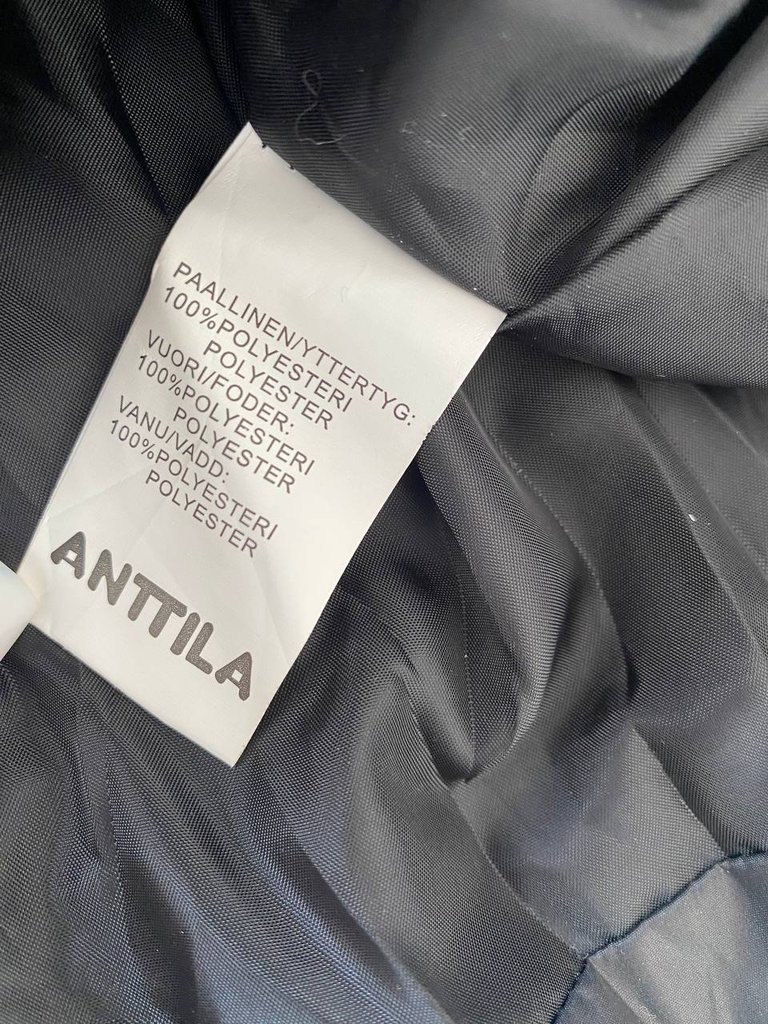 PAALLINEN/YTTERTYG:
100%POLYESTERI
POLYESTER
VUORI/FODER:
100%POLYESTERI
POLYESTER
VANU/VADD:
100%POLYESTERI
POLYESTER
ANTTILA